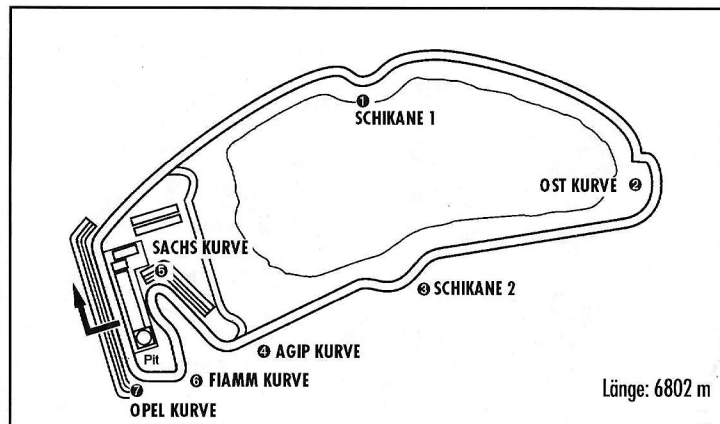 ❶
SCHIKANE 1
OST KURVE ❷
SACHS KURVE
❺
❸ SCHIKANE 2
❹ AGIP KURVE
Pit
❻ FIAMM KURVE
❼
OPEL KURVE
Länge: 6802 m